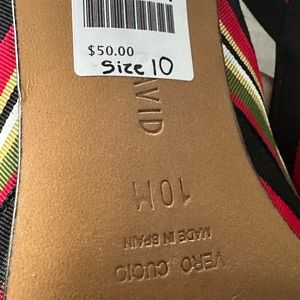 $50.00
Size 10
AVID
10M
VERO CUOIO
MADE IN SPAIN